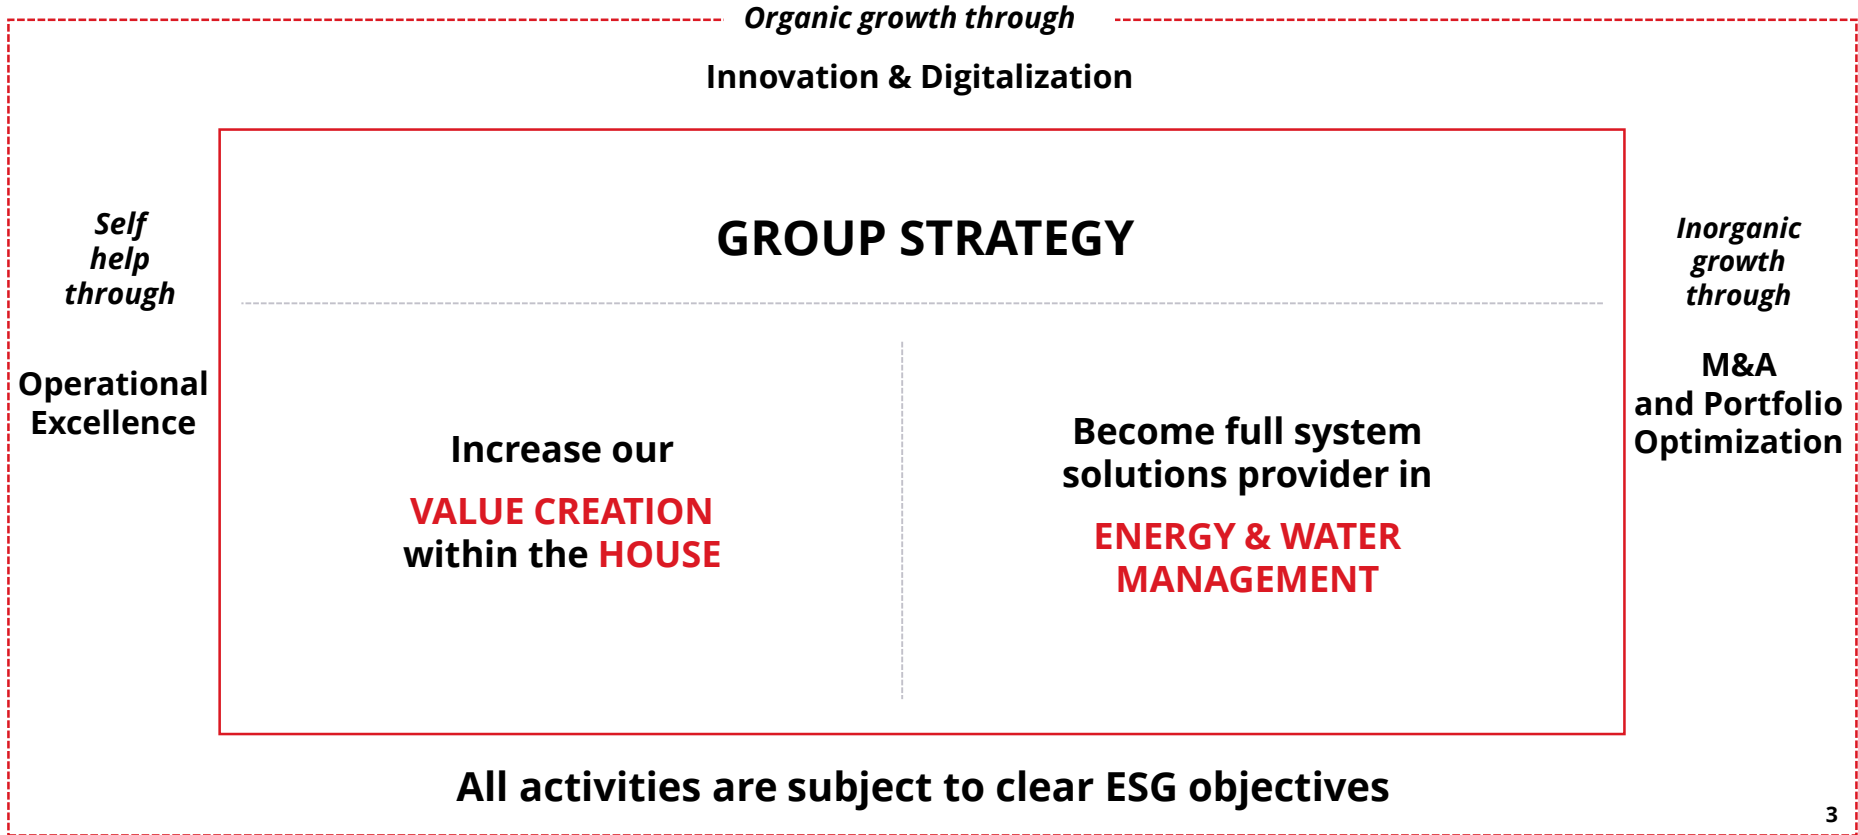 Organic growth through
Innovation & Digitalization
Self
help
through
Operational
Excellence
GROUP STRATEGY
Increase our
VALUE CREATION
within the HOUSE
Become full system
solutions provider in
ENERGY & WATER
MANAGEMENT
Inorganic
growth
through
M&A
and Portfolio
Optimization
All activities are subject to clear ESG objectives
3